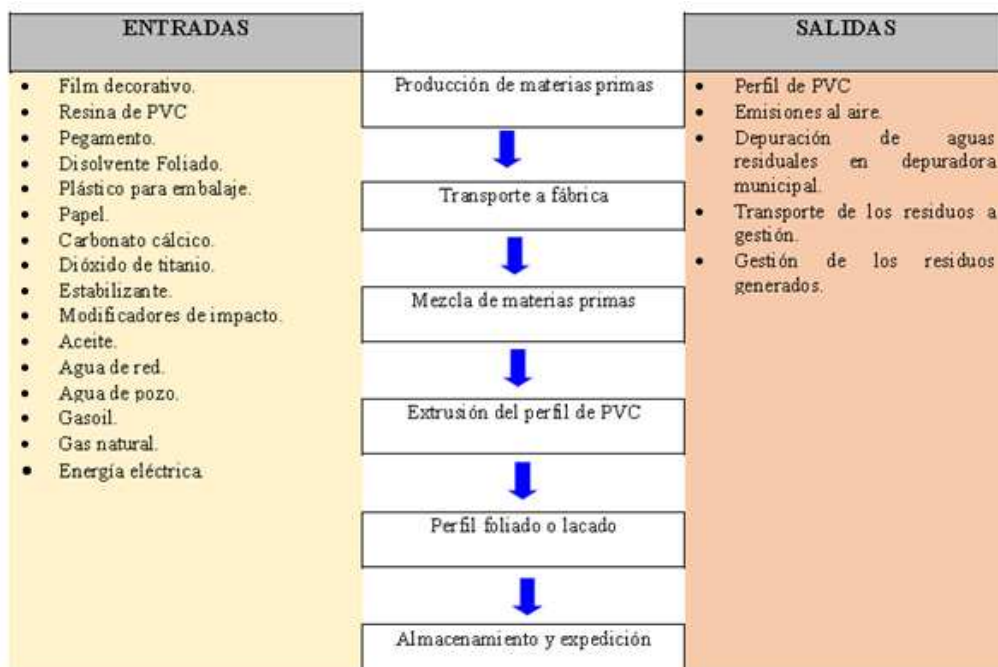 ENTRADAS
Film decorativo.
Resina de PVC
Pegamento.
Disolvente Foliado.
Plástico para embalaje.
Papel.
Carbonato cálcico.
Dióxido de titanio.
Estabilizante.
Modificadores de impacto.
Aceite.
Agua de red.
Agua de pozo.
Gasoil.
Gas natural.
Energía eléctrica
Producción de materias primas
Transporte a fábrica
Mezcla de materias primas
Extrusión del perfil de PVC
Perfil foliado o lacado
Almacenamiento y expedición
SALIDAS
Perfil de PVC
Emisiones al aire.
Depuración de aguas
residuales en depuradora
municipal.
Transporte de los residuos a
gestión.
Gestión de los residuos
generados.